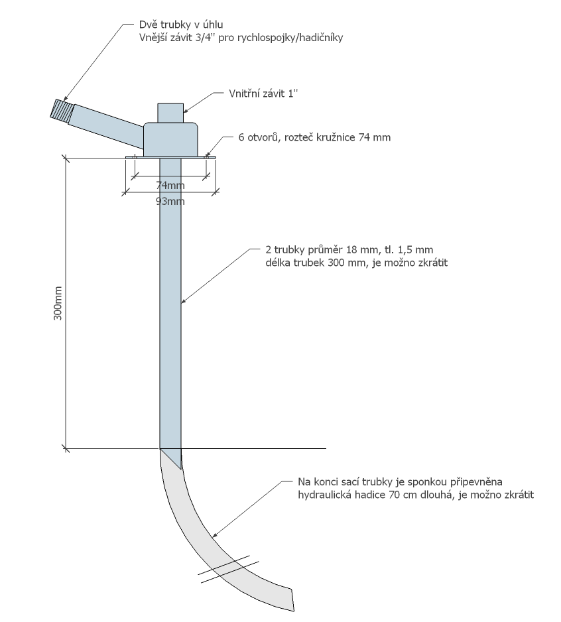 Dvě trubky v úhlu
Vnější závit 3/4" pro rychlospojky/hadičníky
Vnitřní závit 1"
6 otvorů, rozteč kružnice 74 mm
74mm
93mm
2 trubky průměr 18 mm, tl. 1,5 mm
délka trubek 300 mm, je možno zkrátit
300mm
Na konci sací trubky je sponkou připevněna
hydraulická hadice 70 cm dlouhá, je možno zkrátit